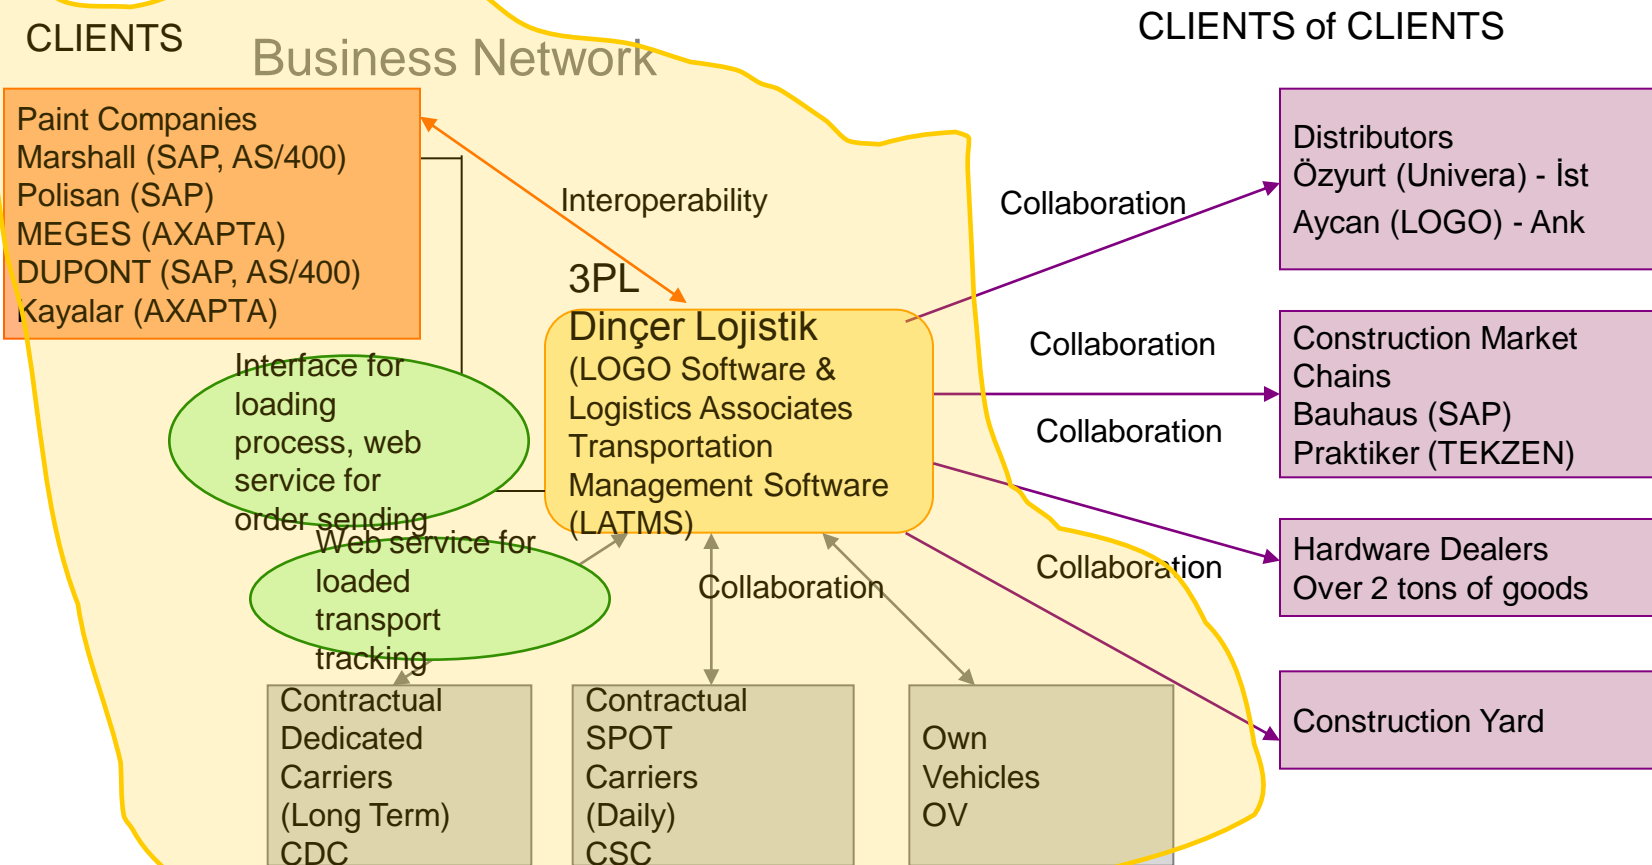 CLIENTS
Business Network
CLIENTS of CLIENTS
Paint Companies
Marshall (SAP, AS/400)
Polisan (SAP)
MEGES (AXAPTA)
DUPONT (SAP, AS/400)
Kayalar (AXAPTA)
Interoperability
3PL
Dinçer Lojistik
(LOGO Software &
Logistics Associates
Transportation
Management Software
(LATMS)
Interface for
loading
process, web
service for
order sending
Web service for
loaded
transport
tracking
Collaboration
Collaboration
Collaboration
Collaboration
Collaboration
Distributors
Özyurt (Univera) - İst
Aycan (LOGO) - Ank
Construction Market
Chains
Bauhaus (SAP)
Praktiker (TEKZEN)
Hardware Dealers
Over 2 tons of goods
Construction Yard
Contractual
Dedicated
Carriers
(Long Term)
CDC
Contractual
SPOT
Carriers
(Daily)
CSC
Own
Vehicles
OV